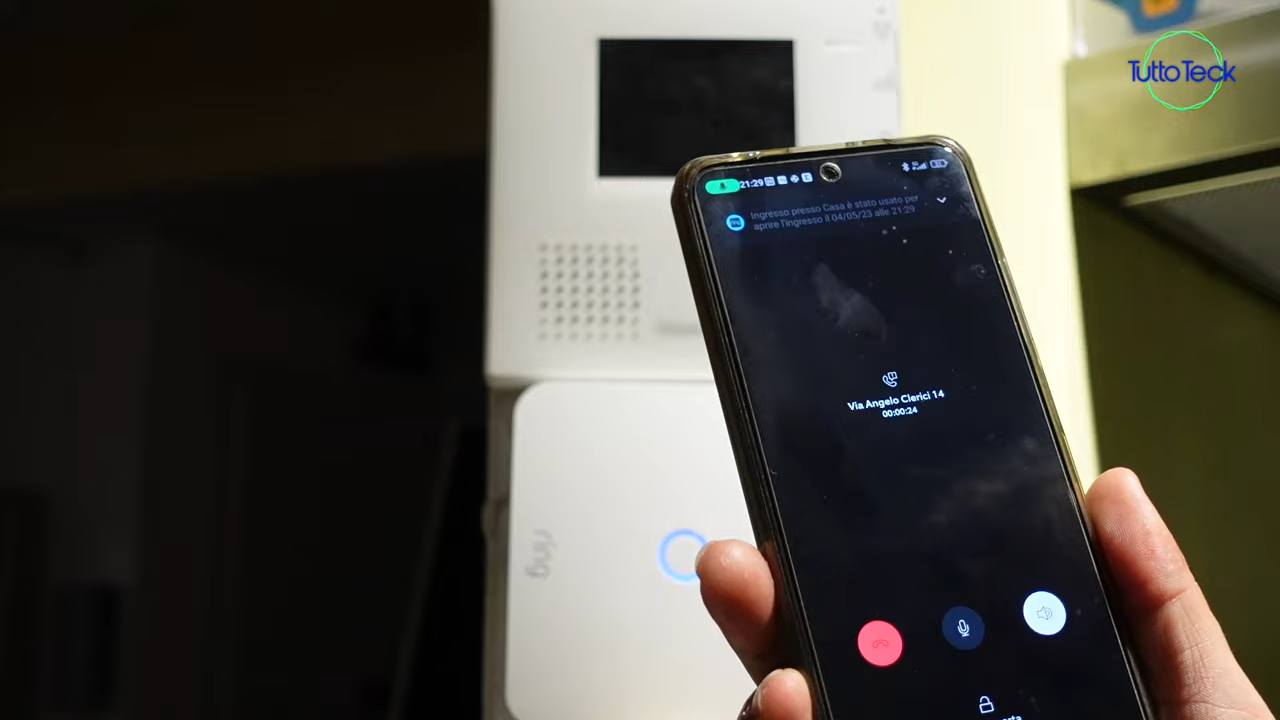 TuttoTeck
21:29
Ingresso presso Casa è stato usato per
aprire l'ingresso il 04/05/23 alle 21:29
Via Angelo Clerici 14
00:00:24
ring